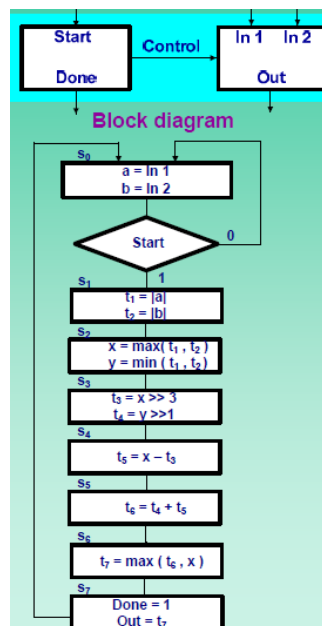 Start
In 1 In 2
Control
Done
Out
Block diagram
s0
a = In 1
b = In 2
Start
0
1
s1
t1 = |a|
t2 = |b|
s2
x = max( t1 , t2 )
y = min ( t1 , t2)
s3
t3 = x >> 3
t4 = y >>1
s4
t5 = x – t3
s5
t6 = t4 + t5
s6
t7 = max ( t6 , x )
s7
Done = 1
Out = t7